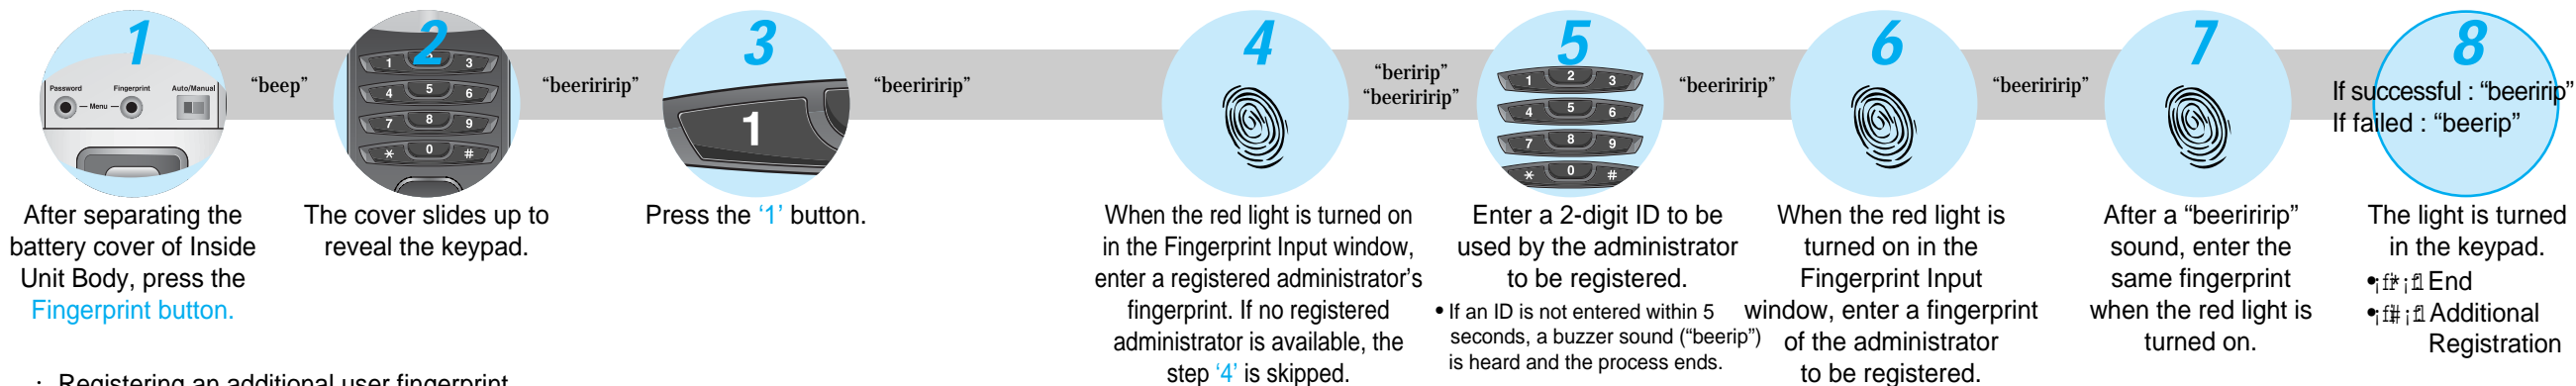 1
Password Fingerprint Auto/Manual
Menu
“beep”
After separating the
battery cover of Inside
Unit Body, press the
Fingerprint button.
2
1 2 3
4 5 6
7 8 9
* 0 #
“beeriririp”
The cover slides up to
reveal the keypad.
3
1
“beeriririp”
Press the ‘1’ button.
4
“beririp”
“beeriririp”
When the red light is turned on
in the Fingerprint Input window,
enter a registered administrator’s
fingerprint. If no registered
administrator is available, the
step ‘4’ is skipped.
5
1 2 3
4 5 6
7 8 9
* 0 #
“beeriririp”
Enter a 2-digit ID to be
used by the administrator
to be registered.
• If an ID is not entered within 5
seconds, a buzzer sound (“beerip”)
is heard and the process ends.
6
“beeriririp”
When the red light is
turned on in the
Fingerprint Input
window, enter a fingerprint
of the administrator
to be registered.
7
After a “beeriririp”
sound, enter the
same fingerprint
when the red light is
turned on.
8
If successful : “beeririp”
If failed : “beerip”
The light is turned
in the keypad.
• End
• Additional
Registration
: Registering an additional user fingerprint